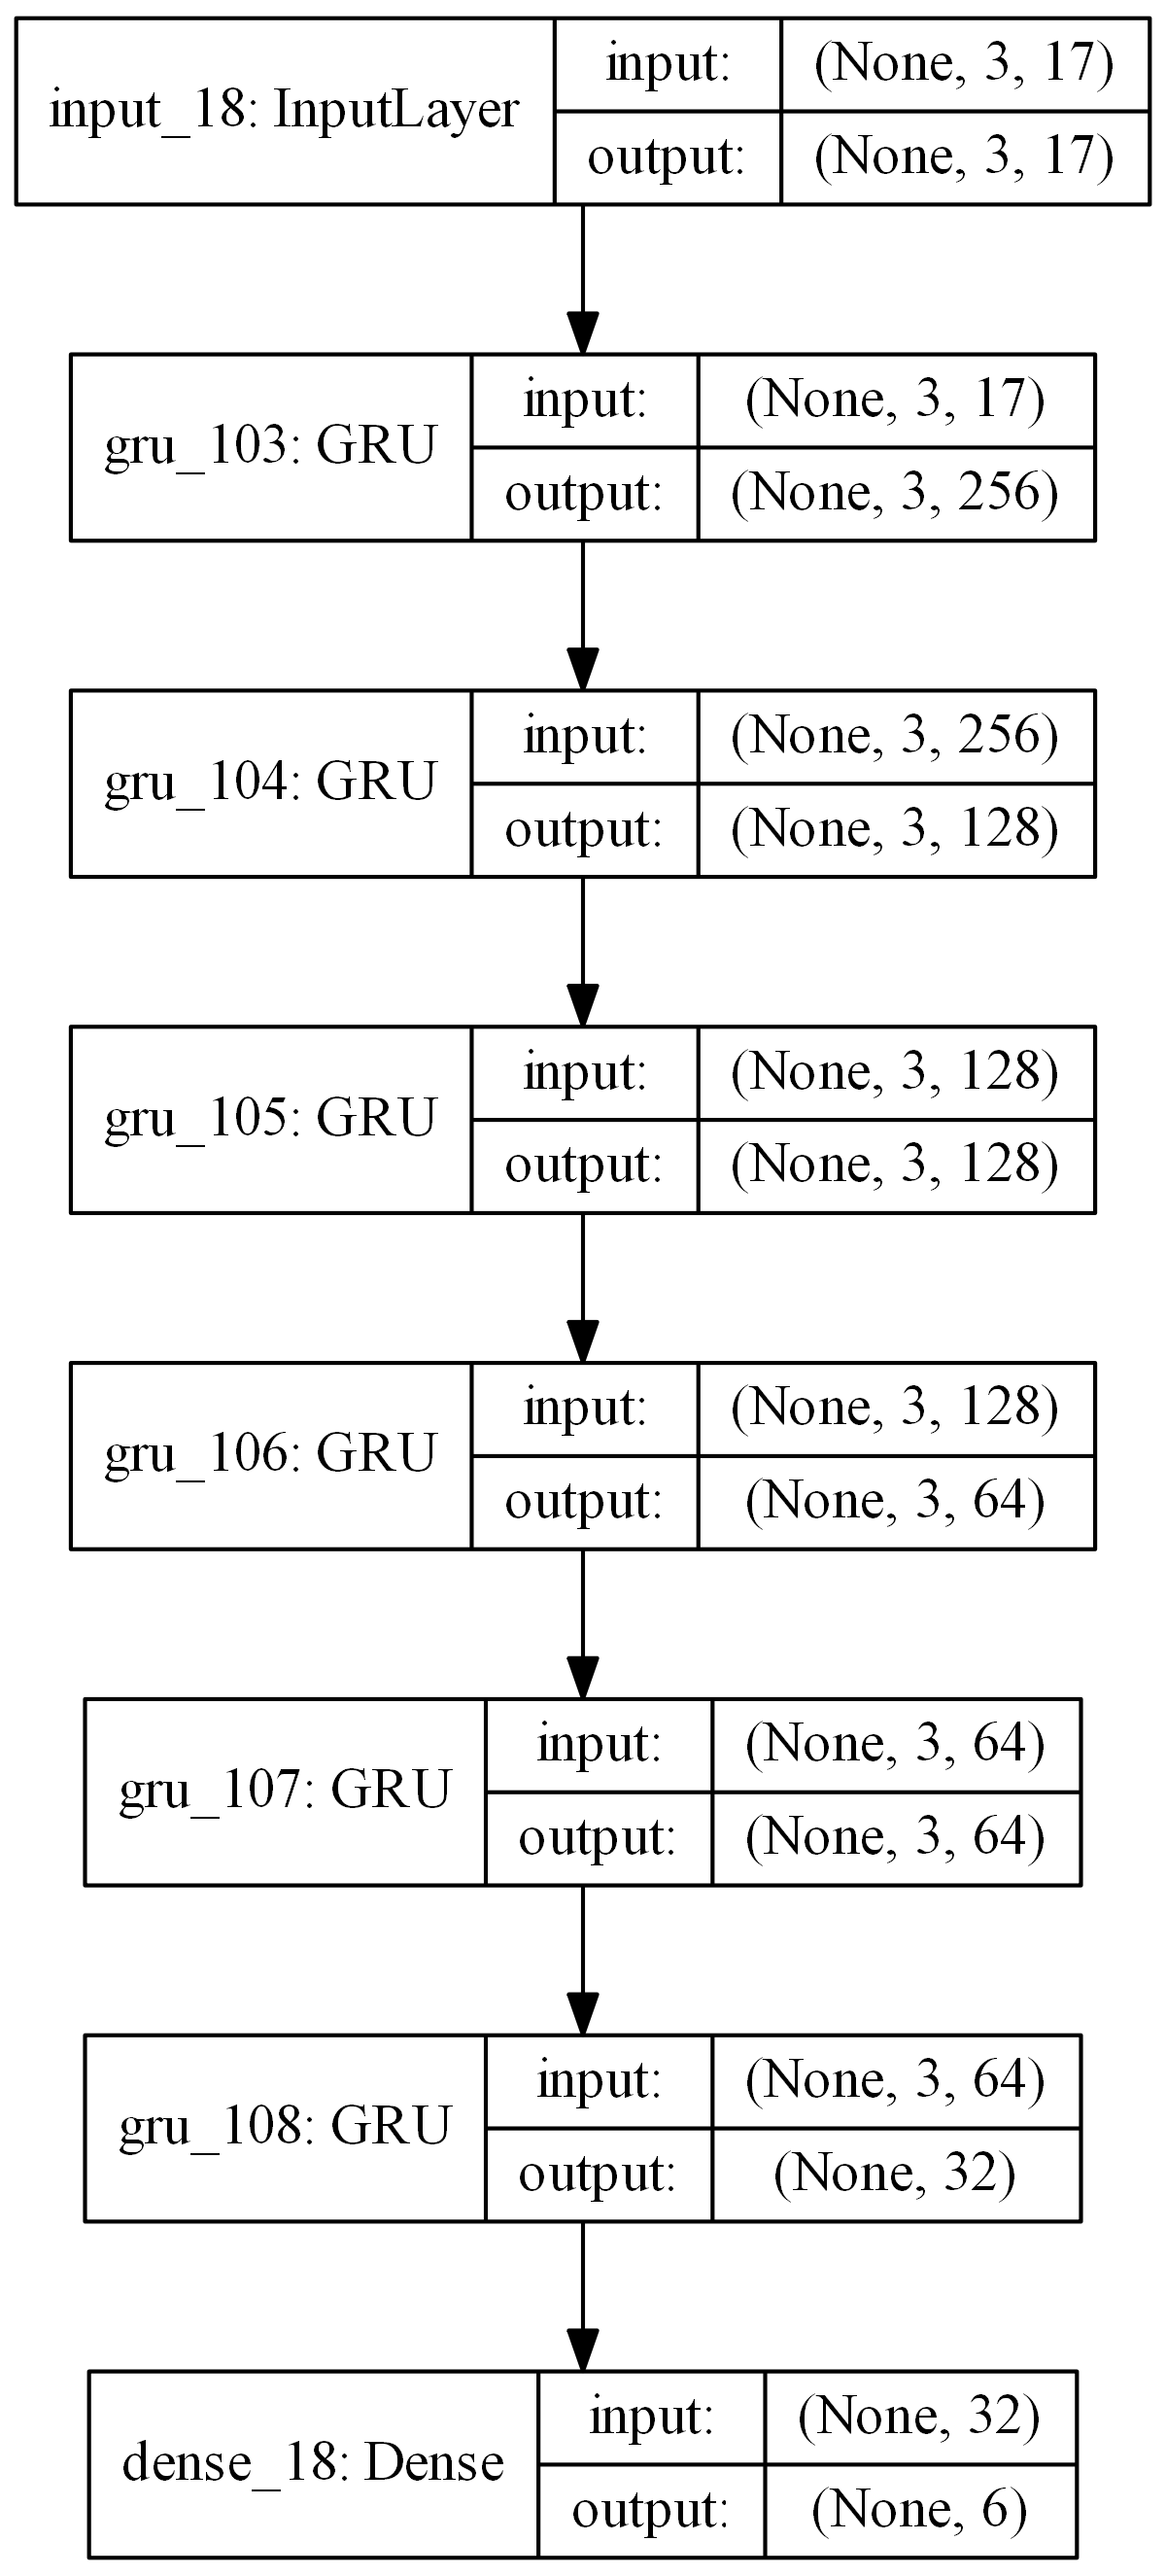 input_18: InputLayer
input:
(None, 3, 17)
output:
(None, 3, 17)
gru_103: GRU
input:
(None, 3, 17)
output:
(None, 3, 256)
gru_104: GRU
input:
(None, 3, 256)
output:
(None, 3, 128)
gru_105: GRU
input:
(None, 3, 128)
output:
(None, 3, 128)
gru_106: GRU
input:
(None, 3, 128)
output:
(None, 3, 64)
gru_107: GRU
input:
(None, 3, 64)
output:
(None, 3, 64)
gru_108: GRU
input:
(None, 3, 64)
output:
(None, 32)
dense_18: Dense
input:
(None, 32)
output:
(None, 6)